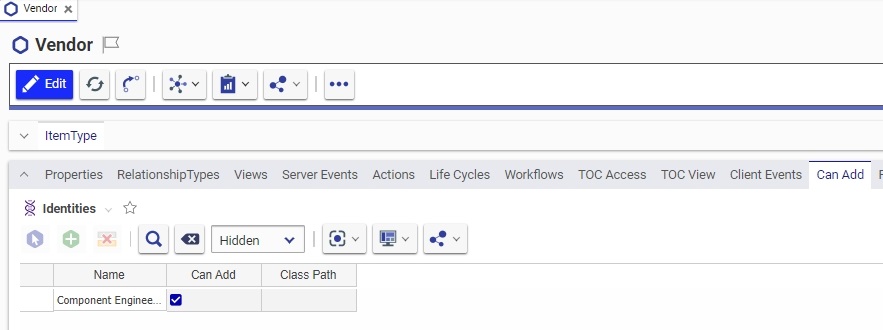 Vendor
Vendor
Edit
ItemType
Properties RelationshipTypes Views Server Events Actions Life Cycles Workflows TOC Access TOC View Client Events Can Add
Identities
Hidden
Name Can Add Class Path
Component Enginee...